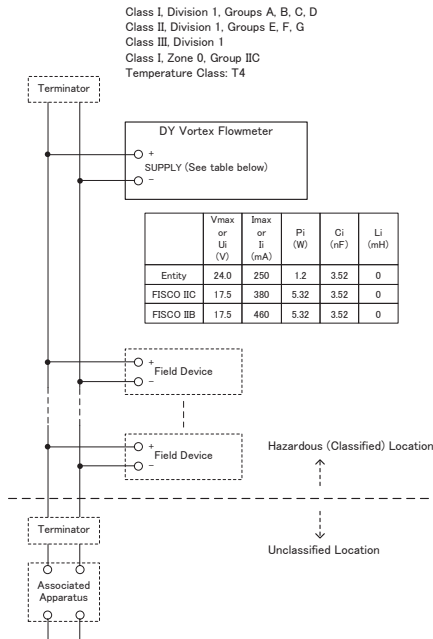 Class I, Division 1, Groups A, B, C, D
Class II, Division 1, Groups E, F, G
Class III, Division 1
Class I, Zone 0, Group IIC
Temperature Class: T4
Terminator
DY Vortex Flowmeter
+
SUPPLY (See table below)
−
Vmax or Ui (V) Imax or Ii (mA) Pi (W) Ci (nF) Li (mH)
Entity 24.0 250 1.2 3.52 0
FISCO IIC 17.5 380 5.32 3.52 0
FISCO IIB 17.5 460 5.32 3.52 0
+
Field Device
−
+
Field Device
−
Hazardous (Classified) Location
Terminator
Unclassified Location
Associated
Apparatus